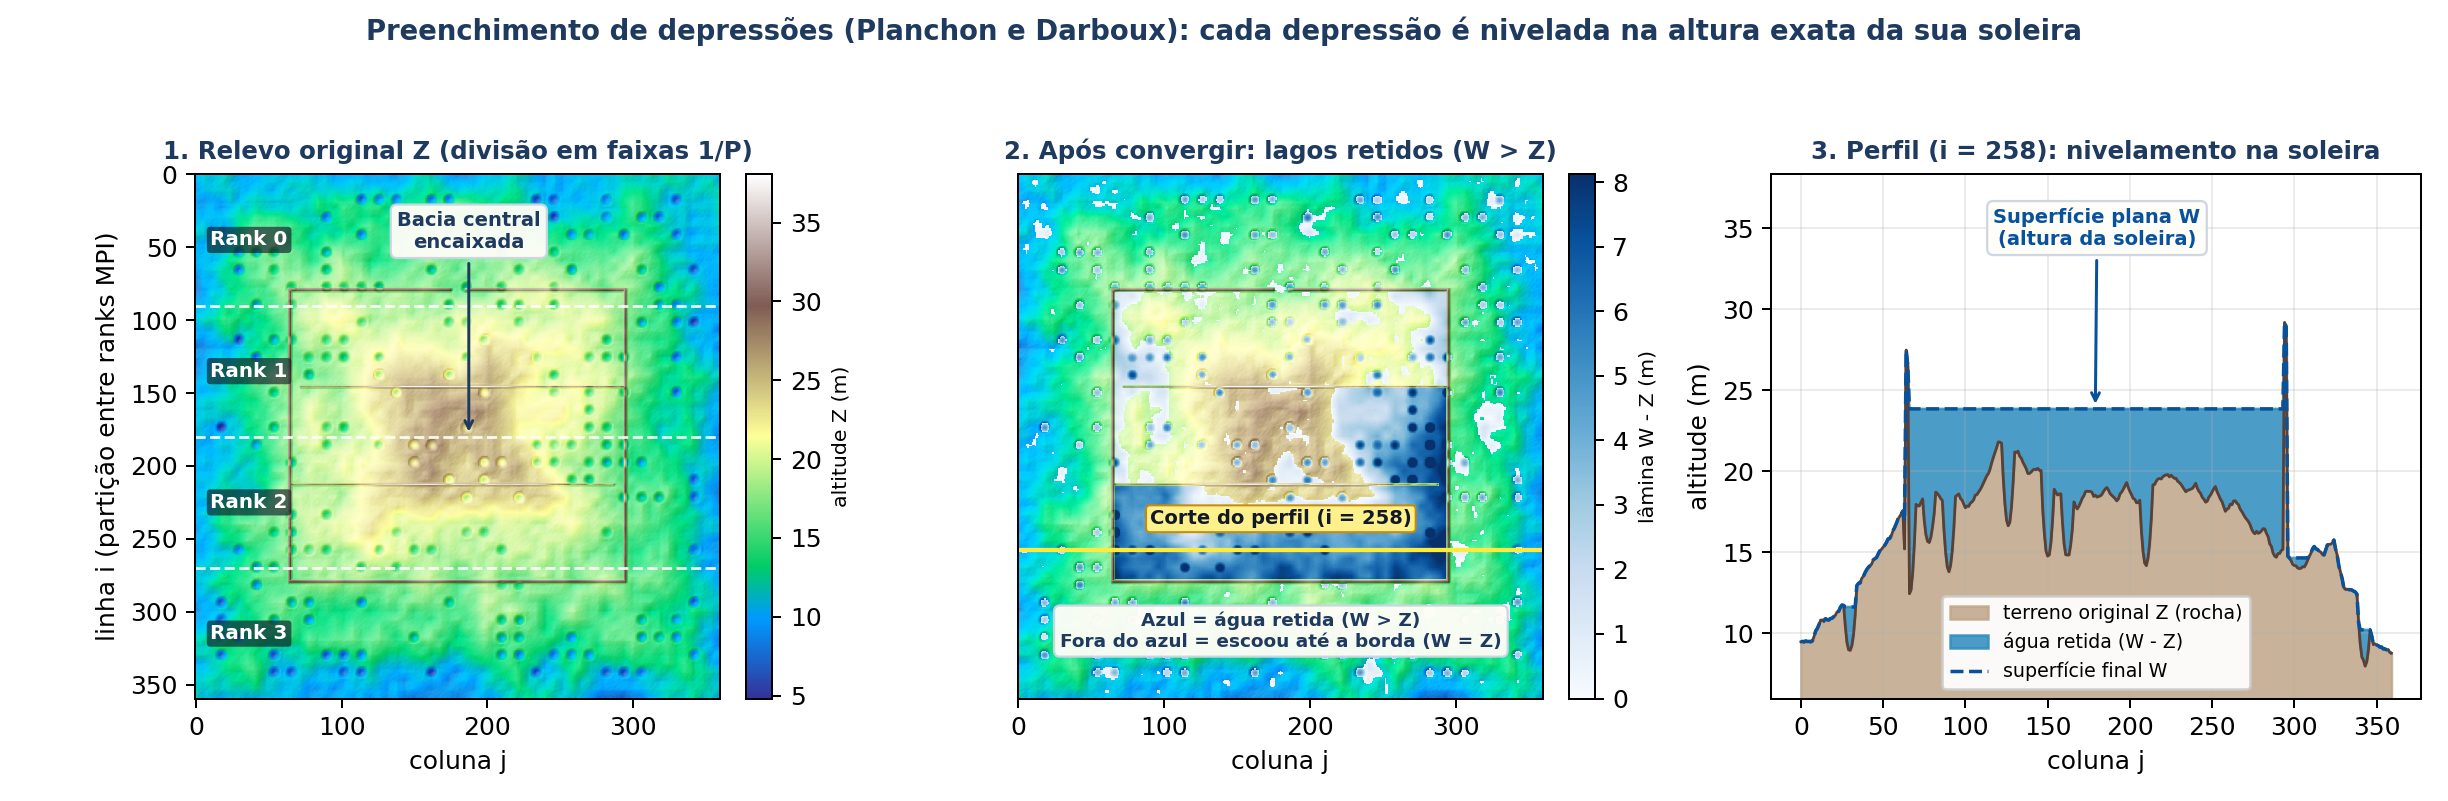 Preenchimento de depressões (Planchon e Darboux): cada depressão é nivelada na altura exata da sua soleira
1. Relevo original Z (divisão em faixas 1/P)
0
50
100
150
200
250
300
350
linha i (partição entre ranks MPI)
Rank 0
Rank 1
Rank 2
Rank 3
Bacia central
encaixada
0
100
200
300
coluna j
35
30
25
20
15
10
5
altitude Z (m)
2. Após convergir: lagos retidos (W > Z)
Corte do perfil (i = 258)
Azul = água retida (W > Z)
Fora do azul = escoou até a borda (W = Z)
0
100
200
300
coluna j
8
7
6
5
4
3
2
1
0
lâmina W - Z (m)
3. Perfil (i = 258): nivelamento na soleira
35
30
25
20
15
10
altitude (m)
Superfície plana W
(altura da soleira)
terreno original Z (rocha)
água retida (W - Z)
superfície final W
0
50
100
150
200
250
300
350
coluna j